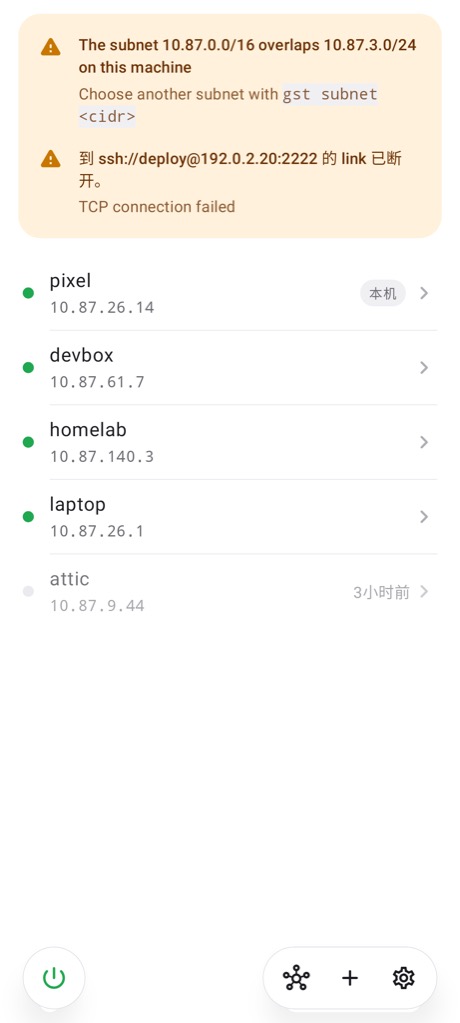 The subnet 10.87.0.0/16 overlaps 10.87.3.0/24
on this machine
Choose another subnet with gst subnet
<cidr>
到 ssh://deploy@192.0.2.20:2222 的 link 已断
开。
TCP connection failed
pixel
10.87.26.14
本机
devbox
10.87.61.7
homelab
10.87.140.3
laptop
10.87.26.1
attic
10.87.9.44
3小时前